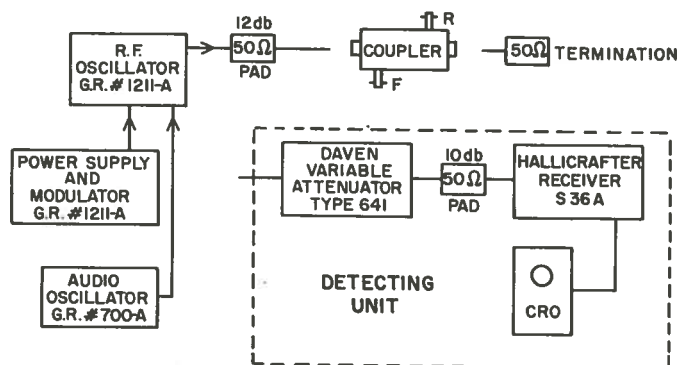 12db
50Ω
PAD
R.F.
OSCILLATOR
G.R.#1211-A
R
COUPLER
F
50Ω TERMINATION
POWER SUPPLY
AND
MODULATOR
G.R.#1211-A
AUDIO
OSCILLATOR
G.R.#700-A
DAVEN
VARIABLE
ATTENUATOR
TYPE 641
10db
50Ω
PAD
HALLICRAFTER
RECEIVER
S 36A
DETECTING
UNIT
CRO